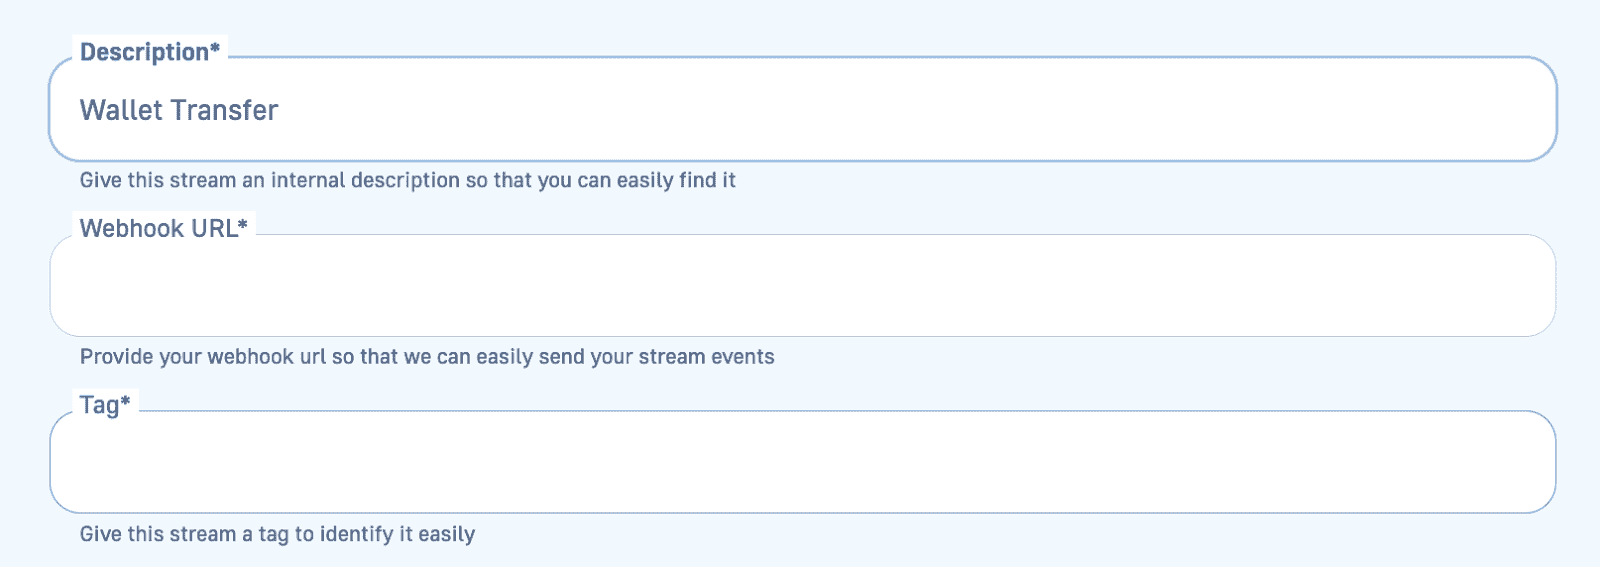 Description*
Wallet Transfer
Give this stream an internal description so that you can easily find it
Webhook URL*
Provide your webhook url so that we can easily send your stream events
Tag*
Give this stream a tag to identify it easily